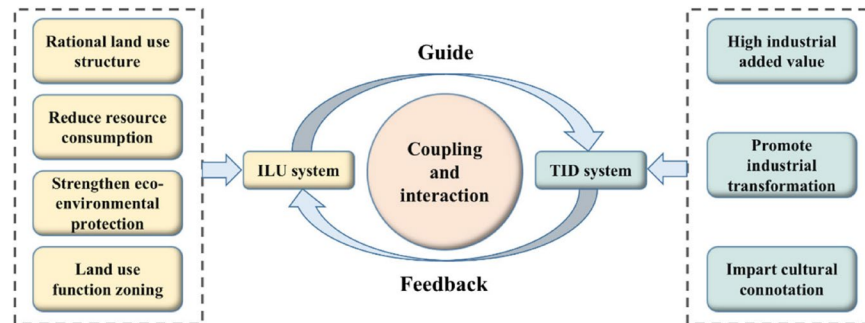 Rational land use
structure
Reduce resource
consumption
Strengthen eco-
environmental
protection
Land use
function zoning
ILU system
Guide
Coupling
and
interaction
Feedback
TID system
High industrial
added value
Promote
industrial
transformation
Impart cultural
connotation